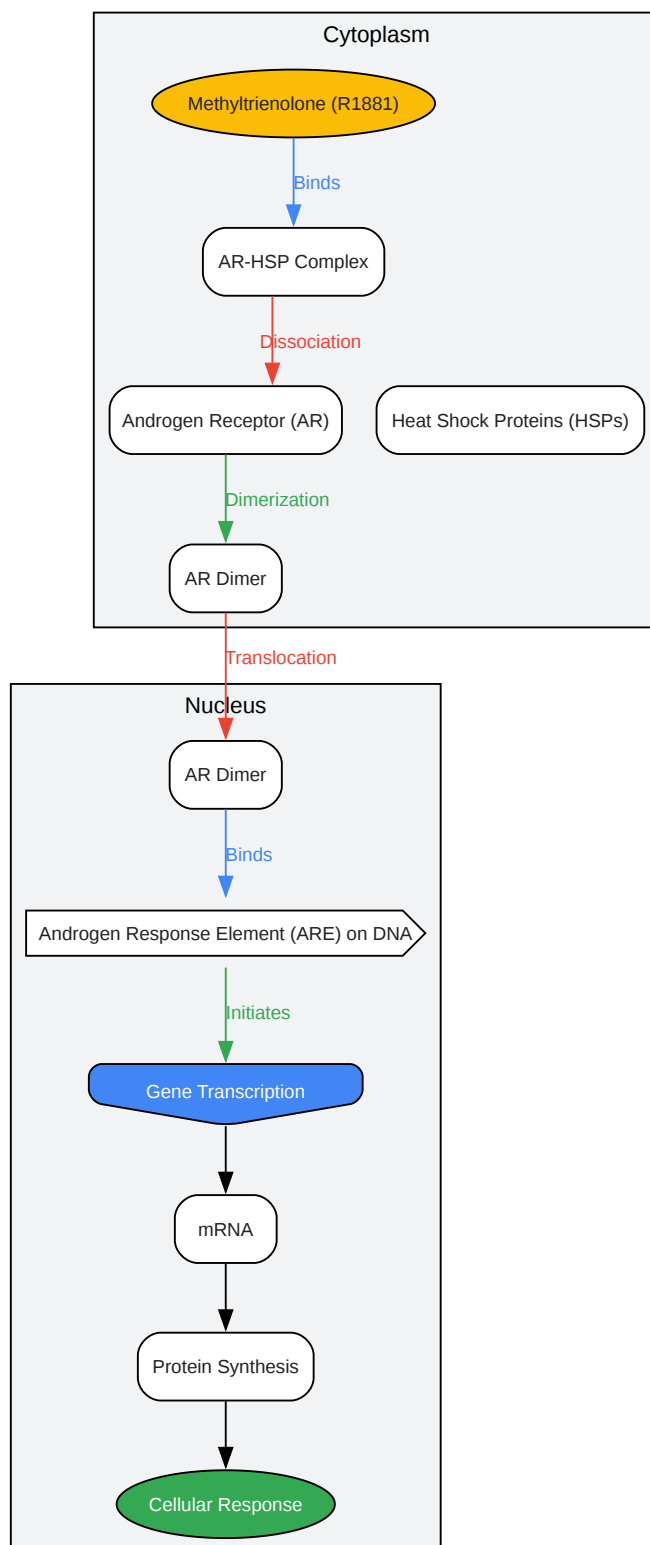 Cytoplasm
Methyltrienolone (R1881)
Binds
AR-HSP Complex
Dissociation
Androgen Receptor (AR)
Heat Shock Proteins (HSPs)
Dimerization
AR Dimer
Translocation
Nucleus
AR Dimer
Binds
Androgen Response Element (ARE) on DNA
Initiates
Gene Transcription
mRNA
Protein Synthesis
Cellular Response